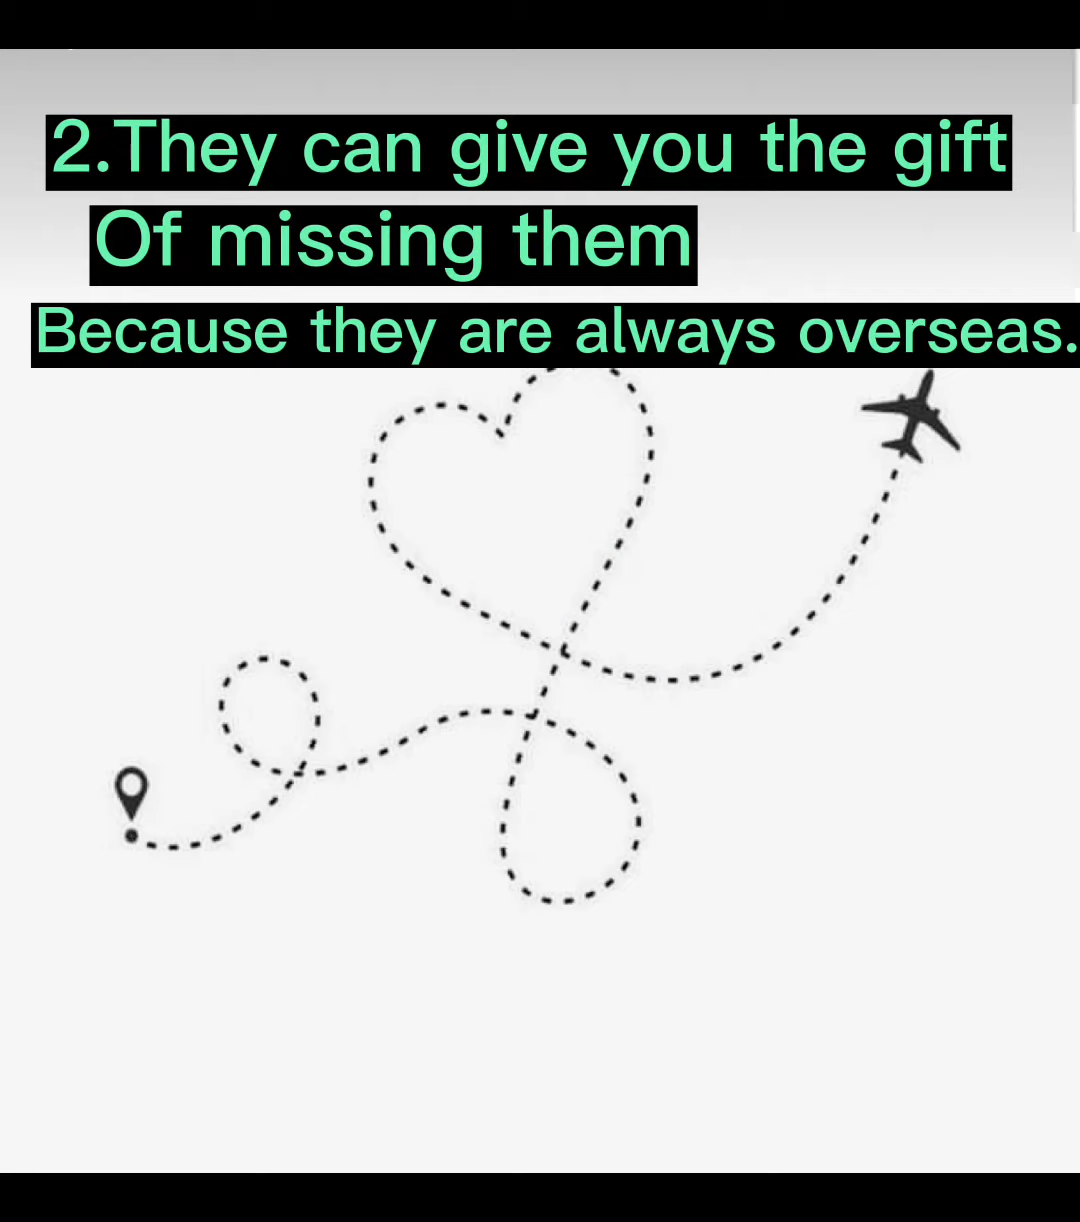 2.They can give you the gift
Of missing them
Because they are always overseas.